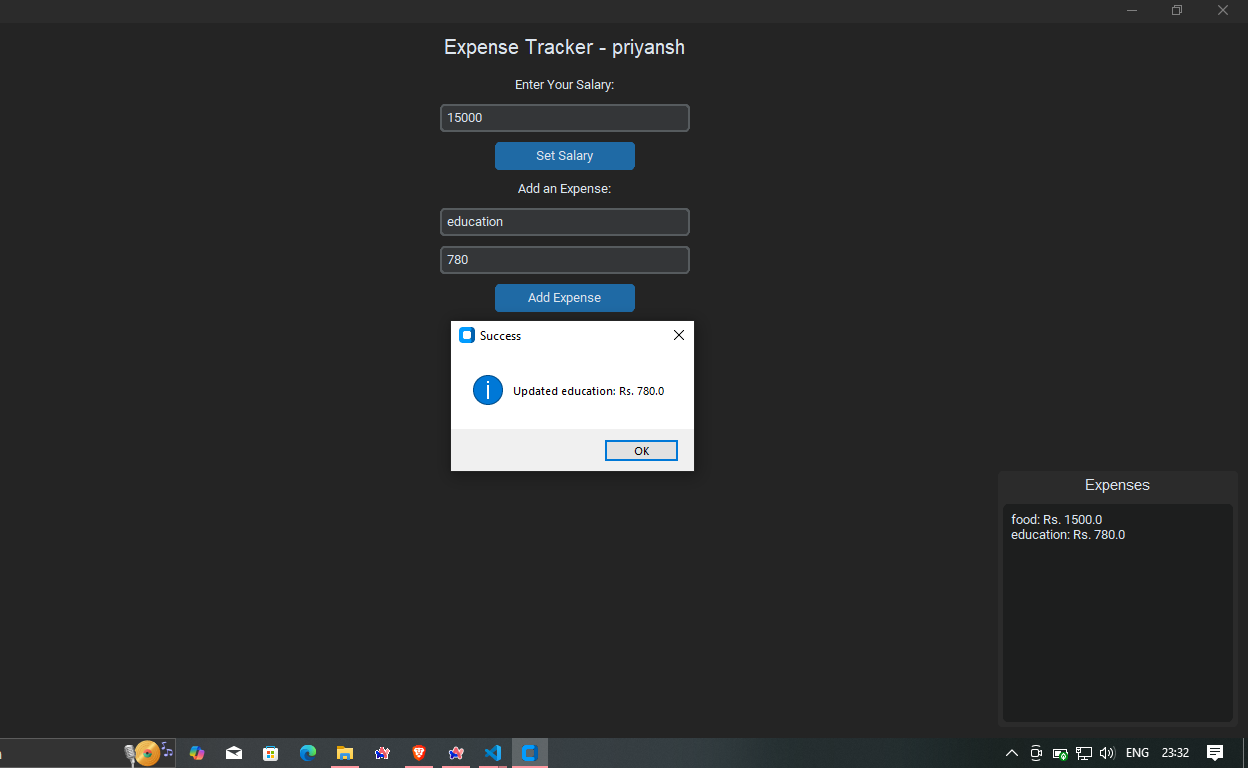 Expense Tracker - priyansh
Enter Your Salary:
15000
Set Salary
Add an Expense:
education
780
Add Expense
Success
Updated education: Rs. 780.0
OK
Expenses
food: Rs. 1500.0
education: Rs. 780.0
ENG
23:32